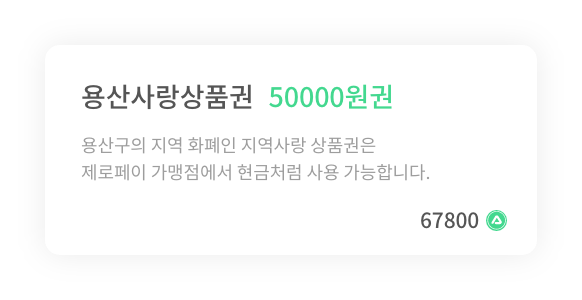 용산사랑상품권 50000원권
용산구의 지역 화폐인 지역사랑 상품권은
제로페이 가맹점에서 현금처럼 사용 가능합니다.
67800